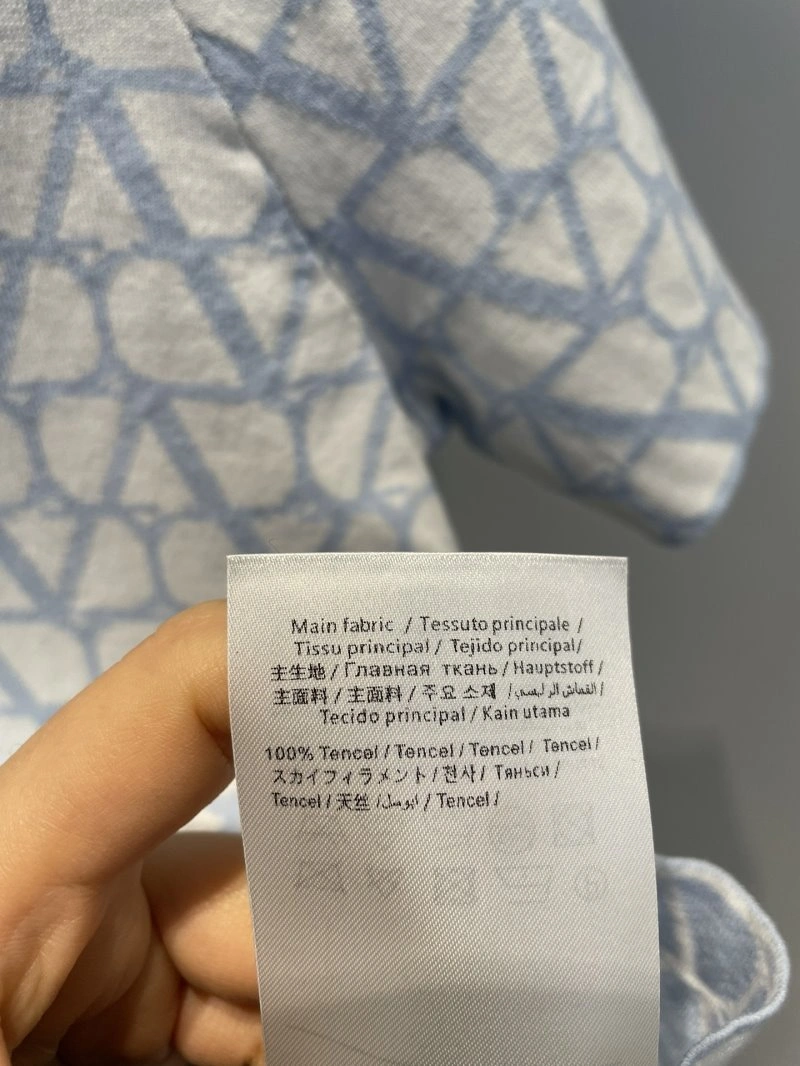 Main fabric / Tessuto principale /
Tissu principal / Tejido principal/
主生地 / Главная ткань / Hauptstoff /
主面料 / 主面料 / 주요 소재 / القماش الرئيسي /
Tecido principal / Kain utama
100% Tencel / Tencel / Tencel / Tencel /
スカイフィラメント / 천사 / Тяньси /
Tencel / 天丝 / / Tencel /